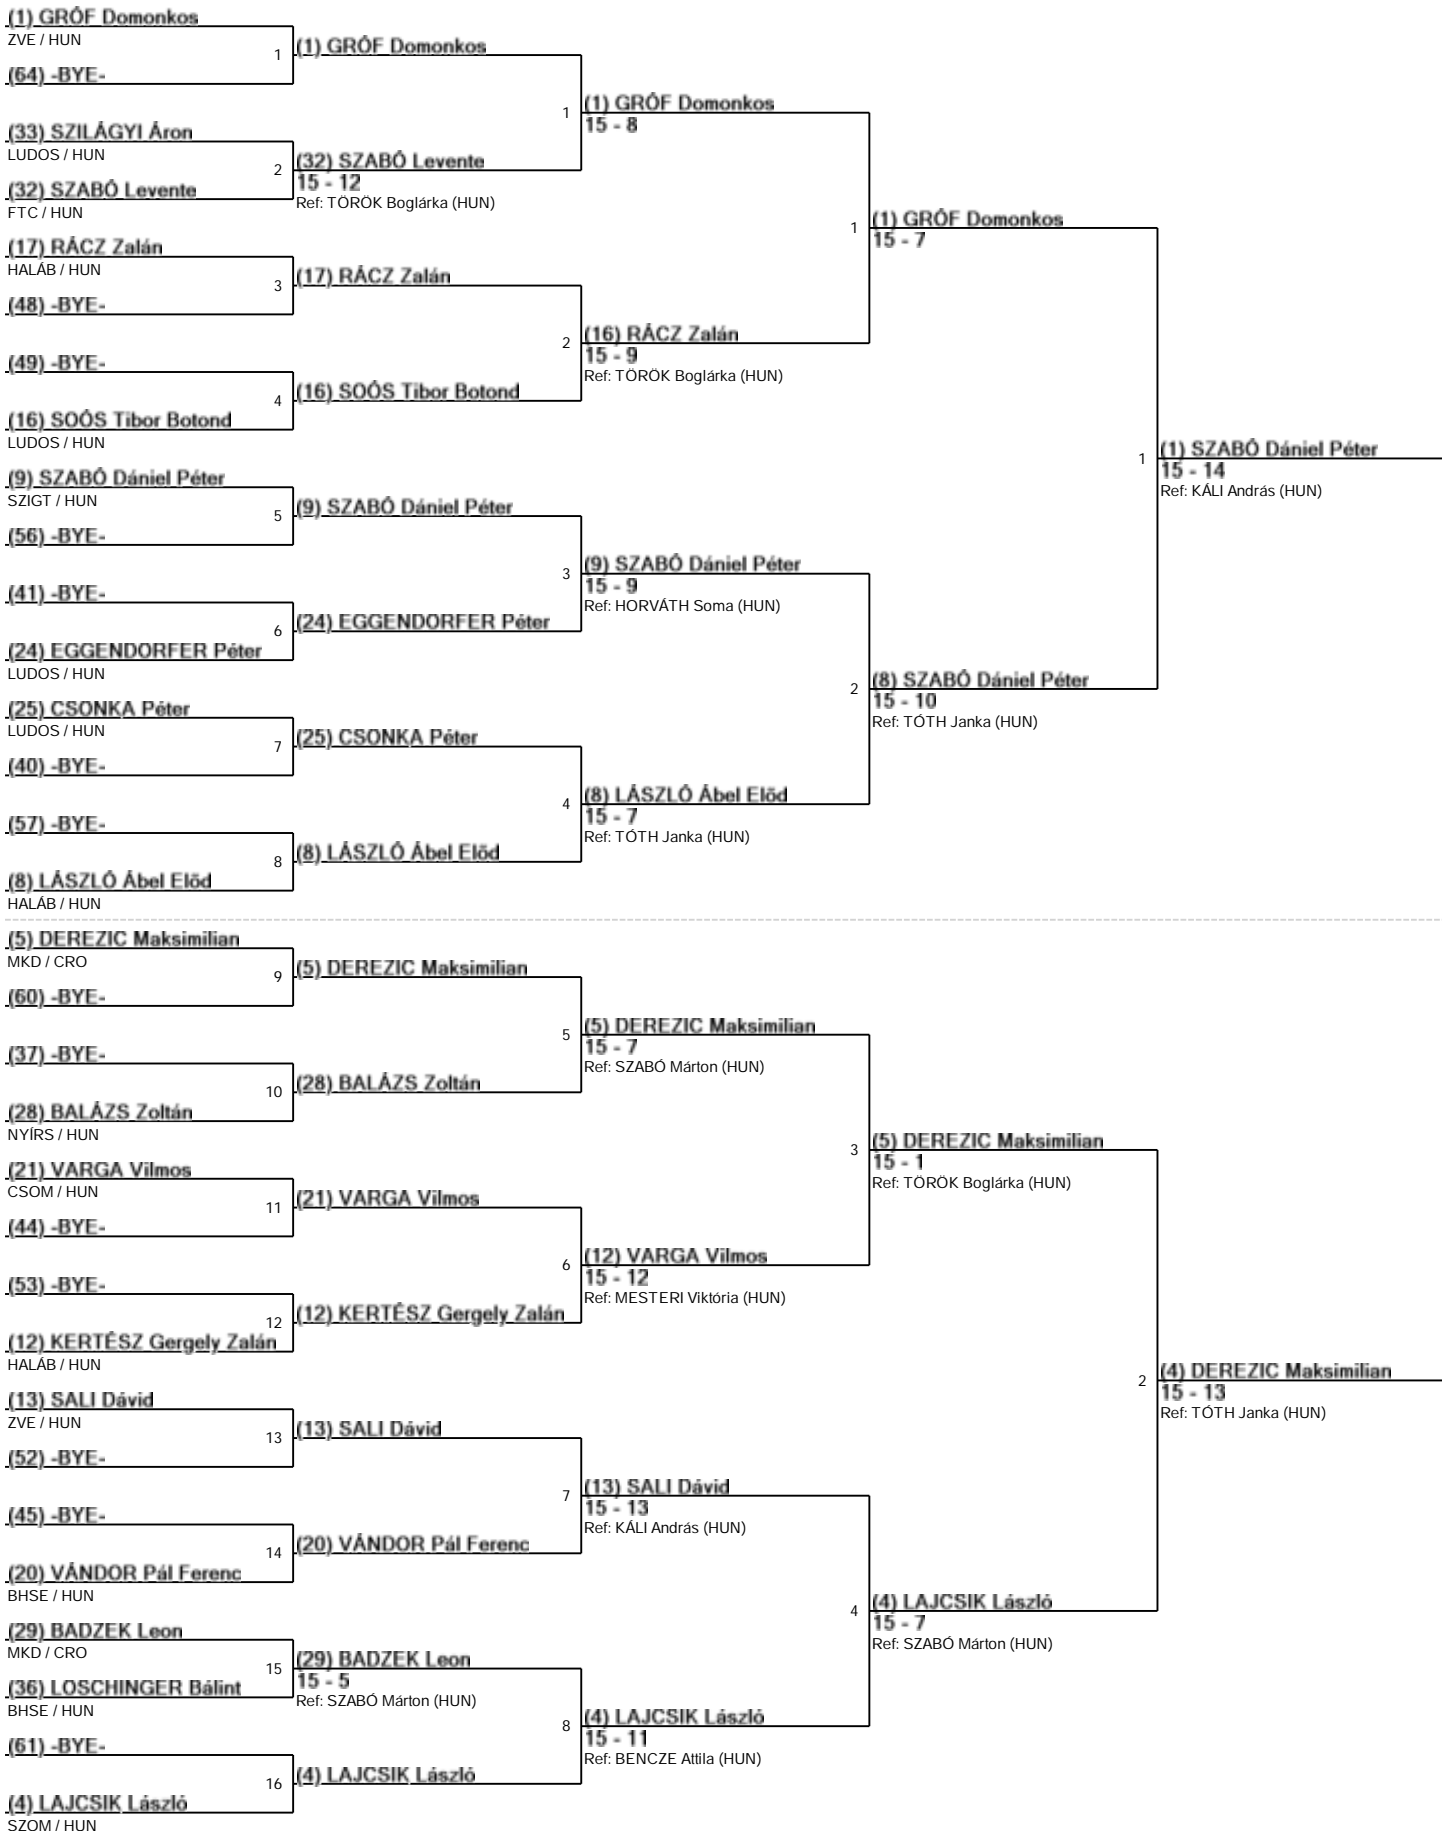 (1) GRÓF Domonkos
ZVE / HUN
(64) -BYE-
1
(33) SZILÁGYI Áron
LUDOS / HUN
(32) SZABÓ Levente
FTC / HUN
2
(17) RÁCZ Zalán
HALÁB / HUN
(48) -BYE-
3
(49) -BYE-
(16) SOÓS Tibor Botond
LUDOS / HUN
4
(9) SZABÓ Dániel Péter
SZIGT / HUN
(56) -BYE-
5
(41) -BYE-
(24) EGGENDORFER Péter
LUDOS / HUN
6
(25) CSONKA Péter
LUDOS / HUN
(40) -BYE-
7
(57) -BYE-
(8) LÁSZLÓ Ábel Előd
HALÁB / HUN
8
(5) DEREZIC Maksimilian
MKD / CRO
(60) -BYE-
9
(37) -BYE-
(28) BALÁZS Zoltán
NYÍRS / HUN
10
(21) VARGA Vilmos
CSOM / HUN
(44) -BYE-
11
(53) -BYE-
(12) KERTÉSZ Gergely Zalán
HALÁB / HUN
12
(13) SALI Dávid
ZVE / HUN
(52) -BYE-
13
(45) -BYE-
(20) VÁNDOR Pál Ferenc
BHSE / HUN
14
(29) BADZEK Leon
MKD / CRO
(36) LOSCHINGER Bálint
BHSE / HUN
15
(61) -BYE-
(4) LAJCSIK László
SZOM / HUN
16
(1) GRÓF Domonkos
(32) SZABÓ Levente
15 - 12
Ref: TÖRÖK Boglárka (HUN)
1
(17) RÁCZ Zalán
(16) SOÓS Tibor Botond
2
(9) SZABÓ Dániel Péter
(24) EGGENDORFER Péter
3
(25) CSONKA Péter
(8) LÁSZLÓ Ábel Előd
4
(5) DEREZIC Maksimilian
(28) BALÁZS Zoltán
5
(21) VARGA Vilmos
(12) KERTÉSZ Gergely Zalán
6
(13) SALI Dávid
(20) VÁNDOR Pál Ferenc
7
(29) BADZEK Leon
15 - 5
Ref: SZABÓ Márton (HUN)
(4) LAJCSIK László
8
(1) GRÓF Domonkos
15 - 8
(16) RÁCZ Zalán
15 - 9
Ref: TÖRÖK Boglárka (HUN)
1
(9) SZABÓ Dániel Péter
15 - 9
Ref: HORVÁTH Soma (HUN)
(8) LÁSZLÓ Ábel Előd
15 - 7
Ref: TÓTH Janka (HUN)
2
(5) DEREZIC Maksimilian
15 - 7
Ref: SZABÓ Márton (HUN)
(12) VARGA Vilmos
15 - 12
Ref: MESTERI Viktória (HUN)
3
(13) SALI Dávid
15 - 13
Ref: KÁLI András (HUN)
(4) LAJCSIK László
15 - 11
Ref: BENCZE Attila (HUN)
4
(1) GRÓF Domonkos
15 - 7
(8) SZABÓ Dániel Péter
15 - 10
Ref: TÓTH Janka (HUN)
1
(5) DEREZIC Maksimilian
15 - 1
Ref: TÖRÖK Boglárka (HUN)
(4) LAJCSIK László
15 - 7
Ref: SZABÓ Márton (HUN)
2
(1) SZABÓ Dániel Péter
15 - 14
Ref: KÁLI András (HUN)
(4) DEREZIC Maksimilian
15 - 13
Ref: TÓTH Janka (HUN)